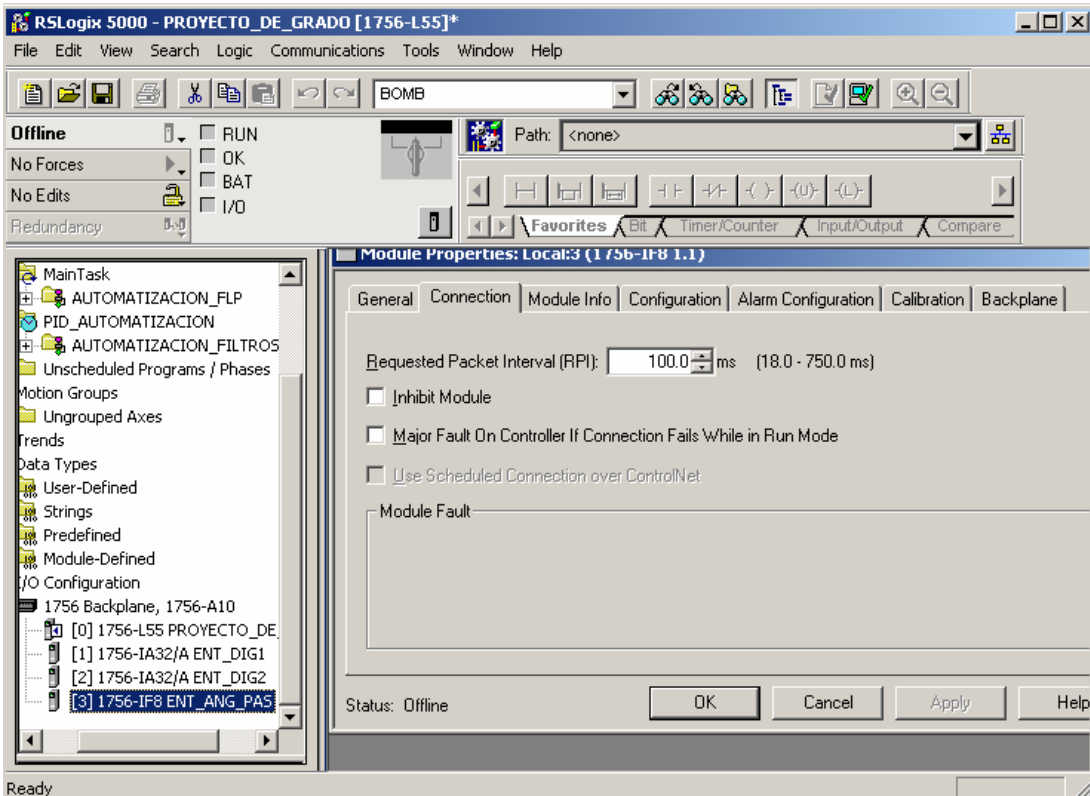 RSLogix 5000 - PROYECTO_DE_GRADO [1756-L55]*
File Edit View Search Logic Communications Tools Window Help
BOMB
Offline
RUN
No Forces
OK
No Edits
BAT
Redundancy
I/O
Path: <none>
Favorites Bit Timer/Counter Input/Output Compare
MainTask
AUTOMATIZACION_FLP
PID_AUTOMATIZACION
AUTOMATIZACION_FILTROS
Unscheduled Programs / Phases
Motion Groups
Ungrouped Axes
Trends
Data Types
User-Defined
Strings
Predefined
Module-Defined
I/O Configuration
1756 Backplane, 1756-A10
[0] 1756-L55 PROYECTO_DE_
[1] 1756-IA32/A ENT_DIG1
[2] 1756-IA32/A ENT_DIG2
[3] 1756-IF8 ENT_ANG_PAS
Module Properties: Local:3 (1756-IF8 1.1)
General Connection Module Info Configuration Alarm Configuration Calibration Backplane
Requested Packet Interval (RPI): 100.0 ms (18.0 - 750.0 ms)
Inhibit Module
Major Fault On Controller If Connection Fails While in Run Mode
Use Scheduled Connection over ControlNet
Module Fault
Status: Offline OK Cancel Apply Help
Ready